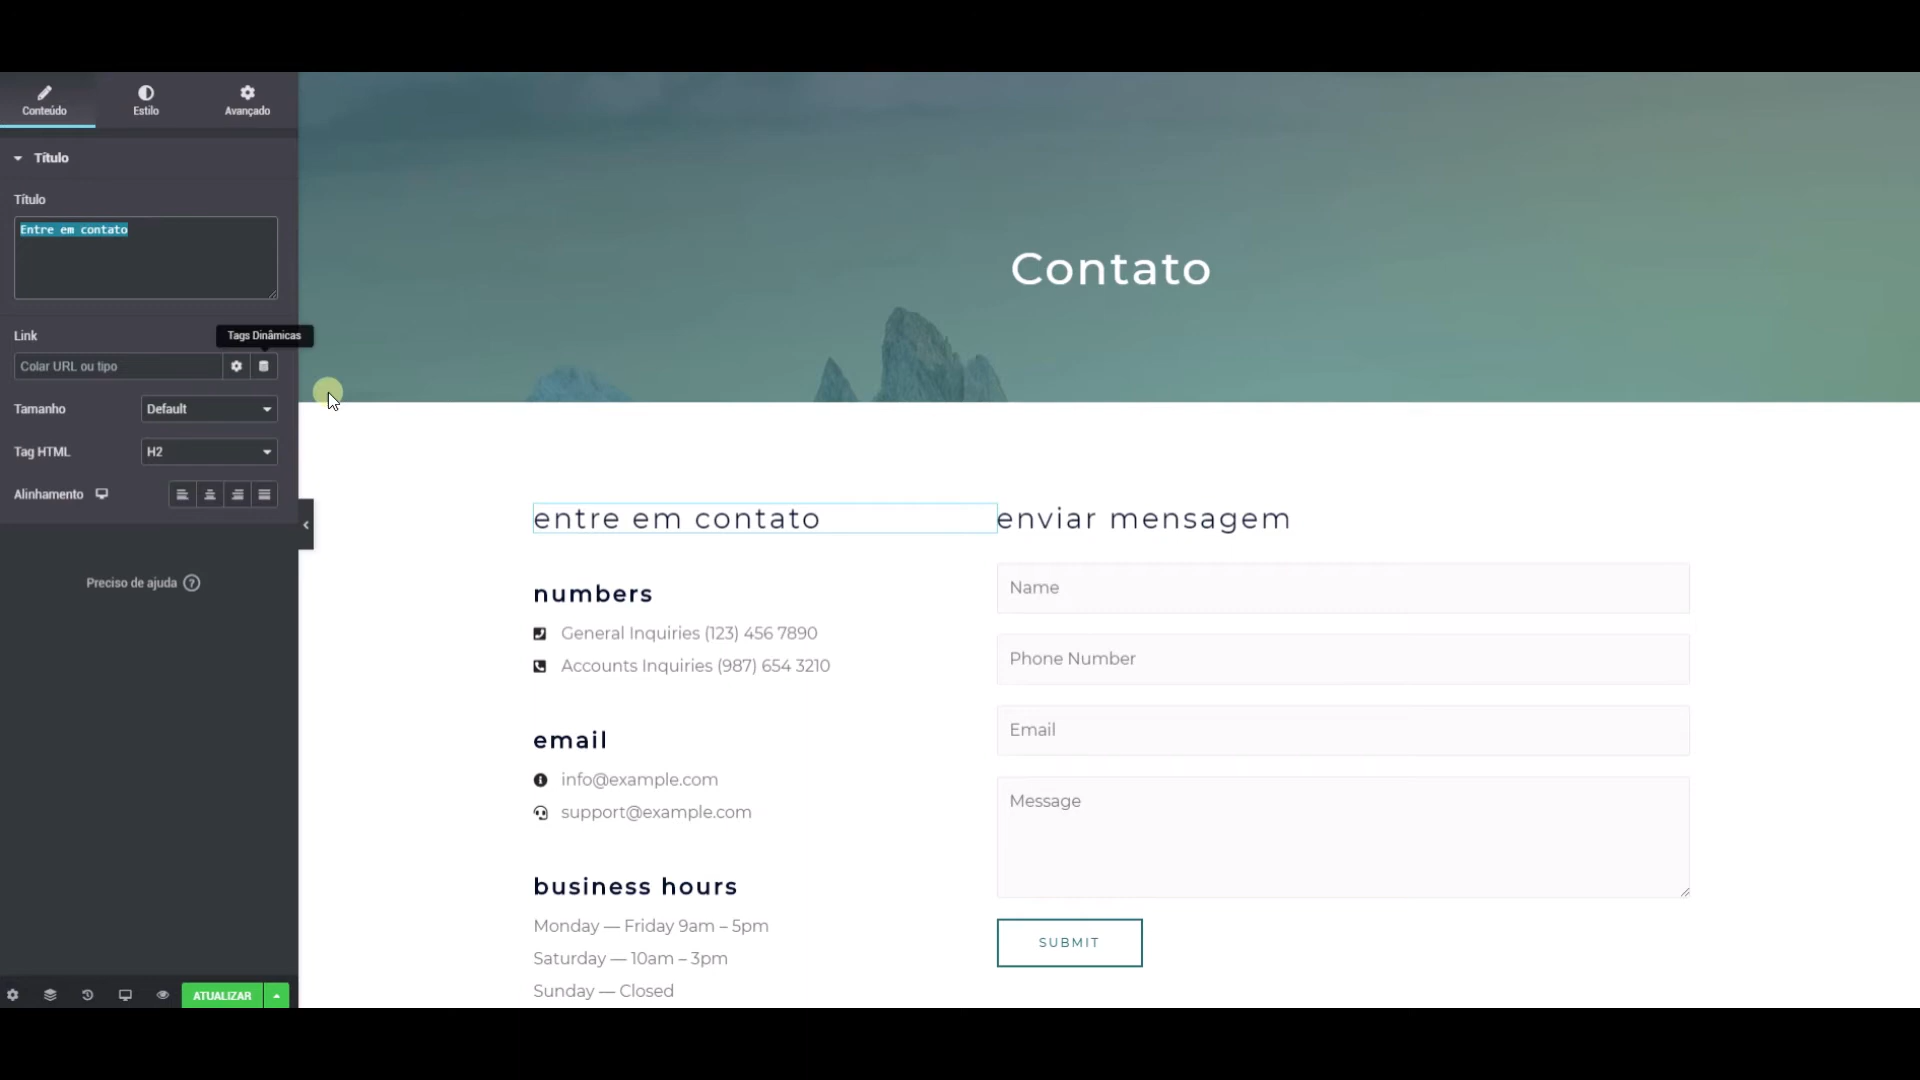 Conteúdo
Estilo
Avançado
Título
Título
Entre em contato
Link
Tags Dinâmicas
Colar URL ou tipo
Tamanho
Default
Tag HTML
H2
Alinhamento
Preciso de ajuda ?
ATUALIZAR
Contato
entre em contato
numbers
General Inquiries (123) 456 7890
Accounts Inquiries (987) 654 3210
email
info@example.com
support@example.com
business hours
Monday — Friday 9am – 5pm
Saturday — 10am – 3pm
Sunday — Closed
enviar mensagem
Name
Phone Number
Email
Message
SUBMIT